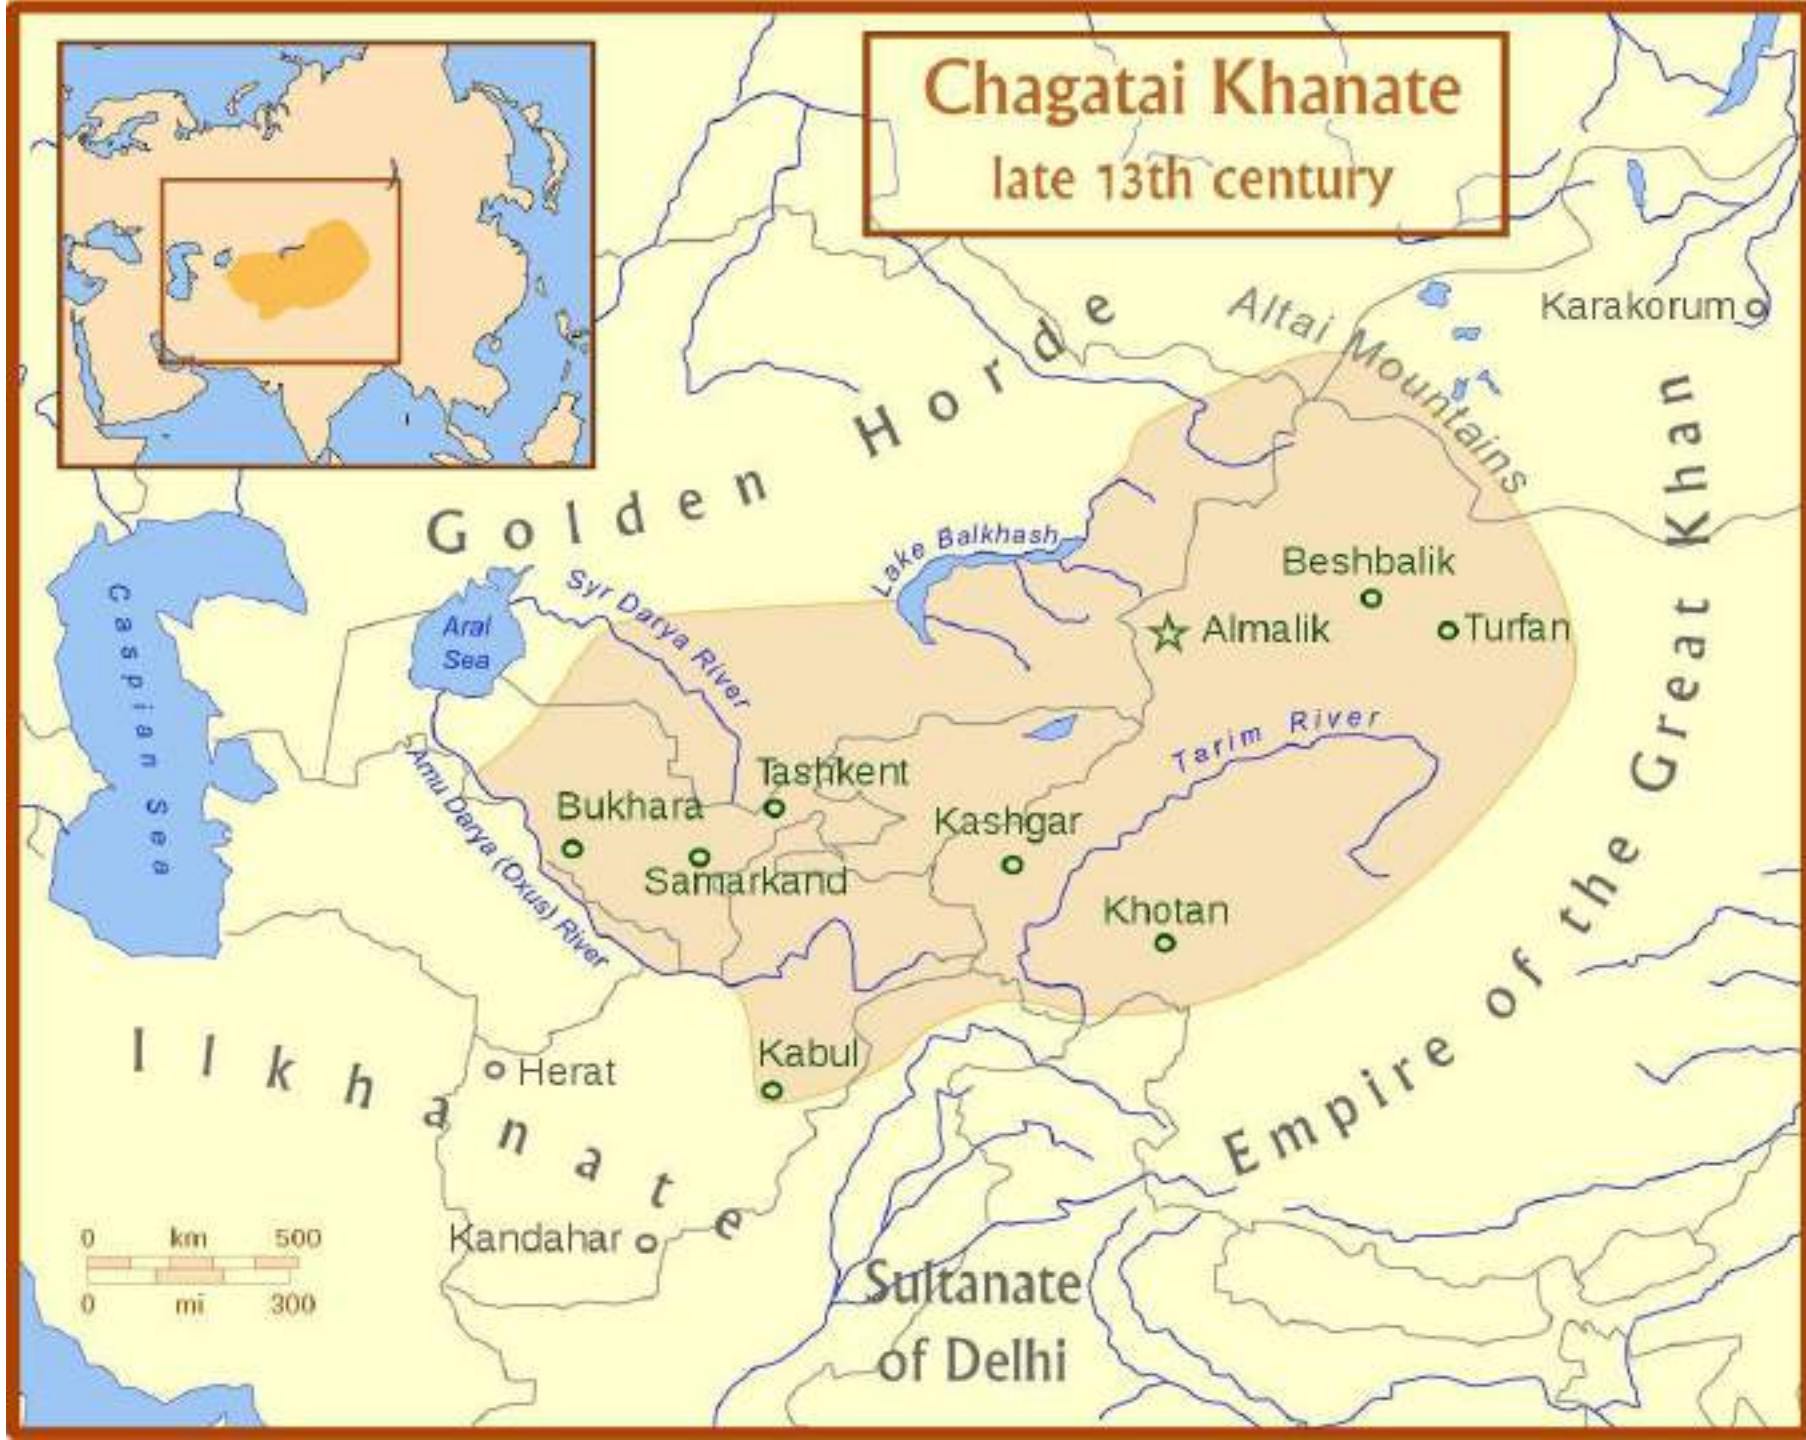 Chagatai Khanate
late 13th century
Karakorum
Altai Mountains
Golden Horde
Empire of the Great Khan
Lake Balkhash
Syr Darya River
Aral
Sea
Caspian Sea
Beshbalik
Almalik
Turfan
Tarim River
Tashkent
Bukhara
Kashgar
Samarkand
Amu Darya (Oxus) River
Khotan
Kabul
Herat
Ilkhanate
Kandahar
0 km 500
0 mi 300
Sultanate
of Delhi